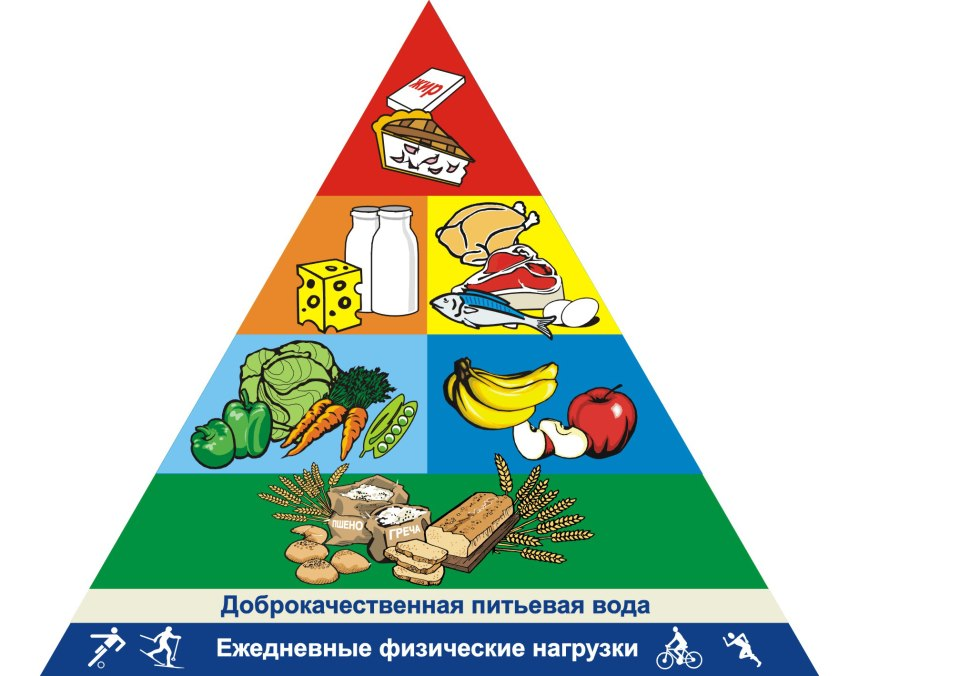 жир
ПШЕНО
ГРЕЧА
Доброкачественная питьевая вода
Ежедневные физические нагрузки